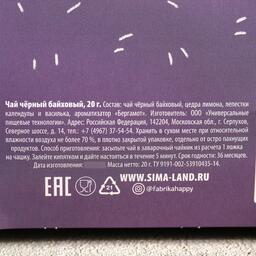 Чай чёрный байховый, 20 г. Состав: чай чёрный байховый, цедра лимона, лепестки
календулы и василька, ароматизатор «Бергамот». Изготовитель: ООО «Универсальные
пищевые технологии». Адрес: Российская Федерация, 142204, Московская обл., г. Серпухов,
Северное шоссе, д. 14, тел.: +7 (4967) 37-54-54. Хранить в сухом месте при относительной
влажности воздуха не более 70 %, в закрытой упаковке, отдельно от остро пахнущих
продуктов. Способ приготовления: засыпьте чай в заварочный чайник из расчета 1 ложка
на чашку. Залейте кипятком и дайте настояться в течение 5 минут. Срок годности: 36 месяцев.
Дата изготовления: Масса: 20 г. ТУ 9191-002-53910435-14.
EAC
21
WWW.SIMA-LAND.RU
@fabrikahappy